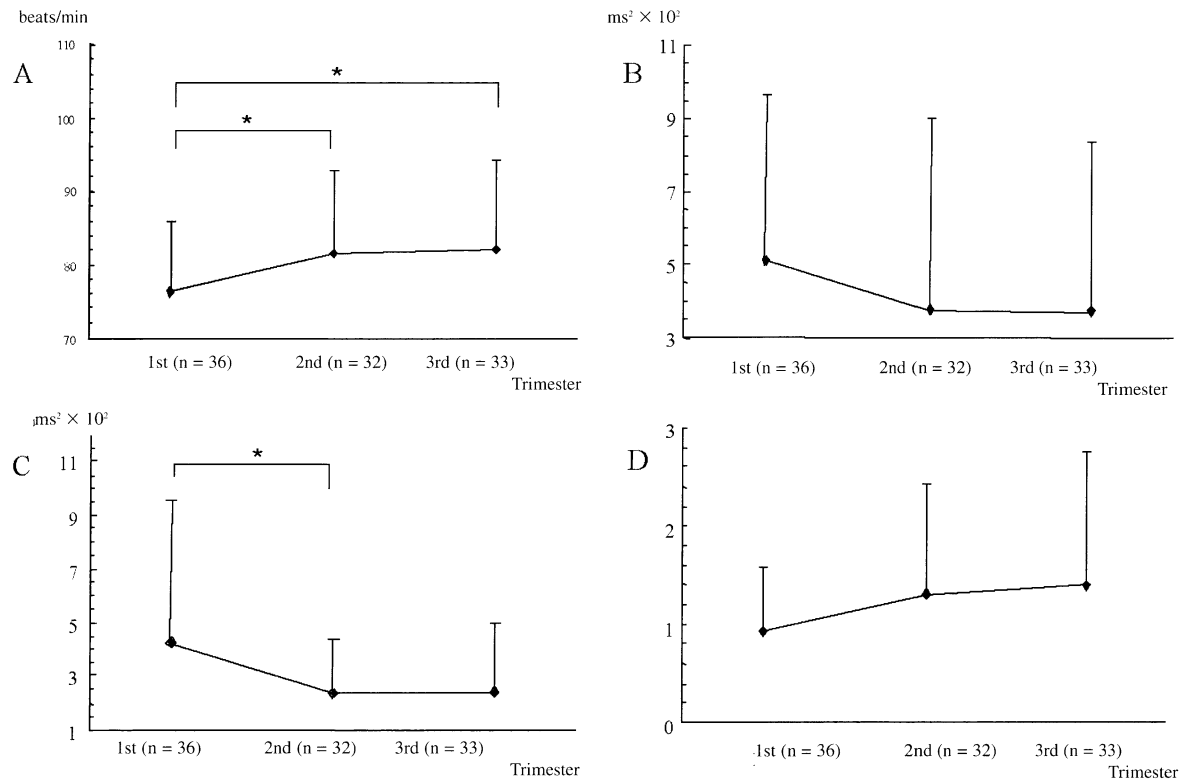 beats/min
A
110
100
90
80
70
*
*
1st (n = 36) 2nd (n = 32) 3rd (n = 33)
Trimester
ms² × 10²
B
11
9
7
5
3
1st (n = 36) 2nd (n = 32) 3rd (n = 33)
Trimester
ms² × 10²
C
11
9
7
5
3
1
*
1st (n = 36) 2nd (n = 32) 3rd (n = 33)
Trimester
D
3
2
1
0
1st (n = 36) 2nd (n = 32) 3rd (n = 33)
Trimester